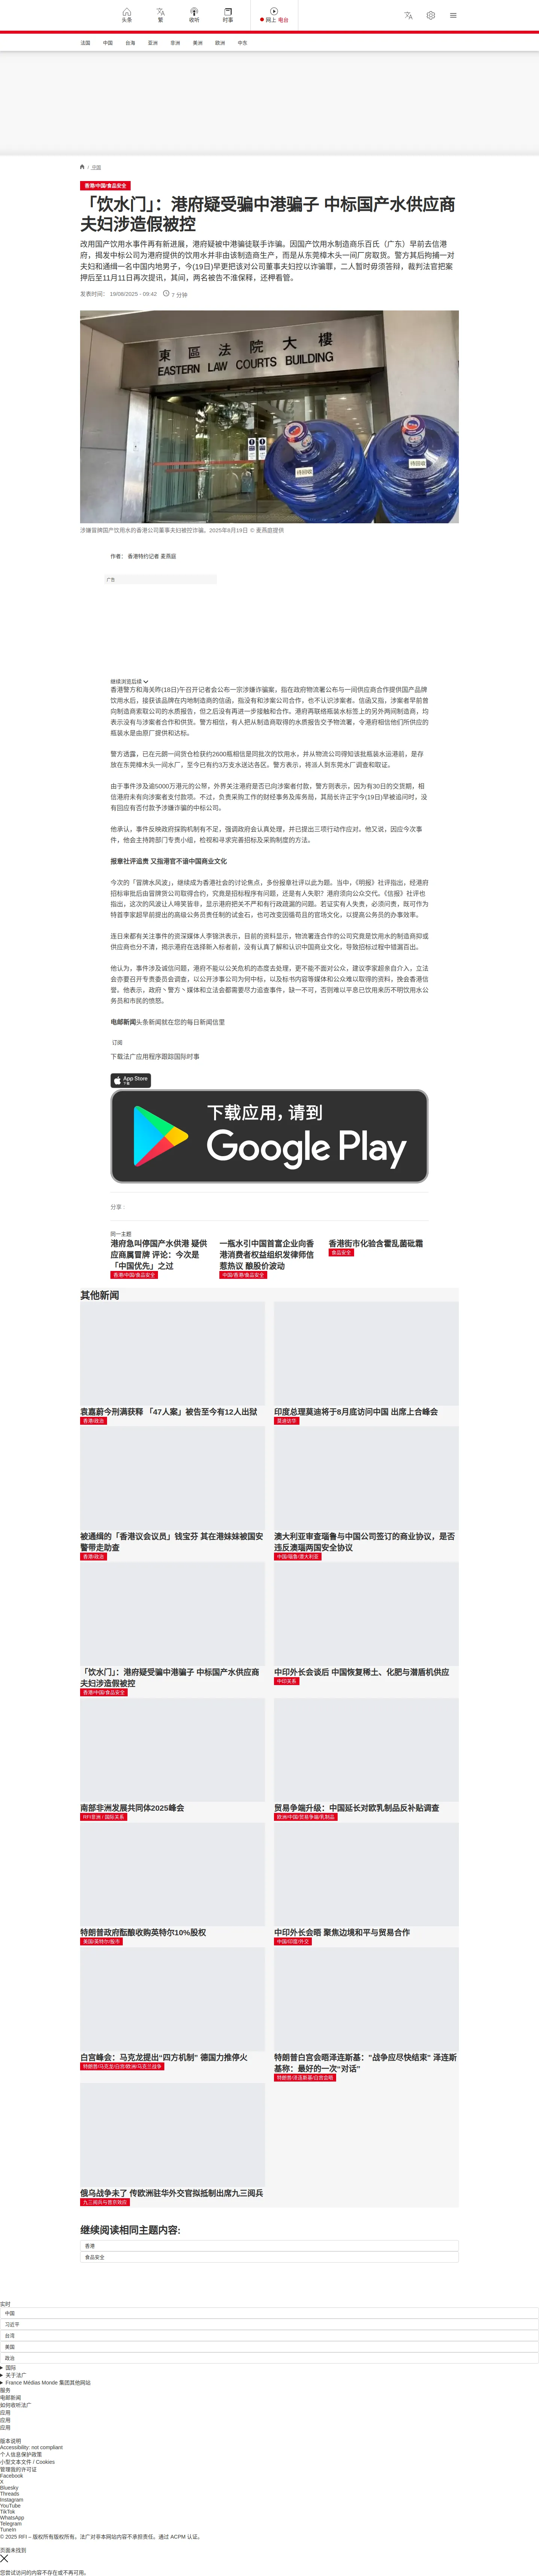 头条
繁
收听
时事
网上 电台
法国
中国
台海
亚洲
非洲
美洲
欧洲
中东
/ 中国
香港/中国/食品安全
「饮水门」：港府疑受骗中港骗子 中标国产水供应商
夫妇涉造假被控
改用国产饮用水事件再有新进展，港府疑被中港骗徒联手诈骗。因国产饮用水制造商乐百氏（广东）早前去信港
府，揭发中标公司为港府提供的饮用水并非由该制造商生产，而是从东莞樟木头一间厂房取货。警方其后拘捕一对
夫妇和通缉一名中国内地男子，今(19日)早更把该对公司董事夫妇控以诈骗罪，二人暂时毋须答辩，裁判法官把案
押后至11月11日再次提讯，其间，两名被告不准保释，还柙看管。
发表时间： 19/08/2025 - 09:42
7 分钟
東區法院大樓
EASTERN LAW COURTS BUILDING
待回收
待回收
涉嫌冒牌国产饮用水的香港公司董事夫妇被控诈骗。2025年8月19日 © 麦燕庭提供
作者： 香港特约记者 麦燕庭
广告
继续浏览后续
香港警方和海关昨(18日)午召开记者会公布一宗涉嫌诈骗案，指在政府物流署公布与一间供应商合作提供国产品牌
饮用水后，接获该品牌在内地制造商的信函，指没有和涉案公司合作，也不认识涉案者。信函又指，涉案者早前曾
向制造商索取公司的水质报告，但之后没有再进一步接触和合作。港府再联络瓶装水标签上的另外两间制造商，均
表示没有与涉案者合作和供货。警方相信，有人把从制造商取得的水质报告交予物流署，令港府相信他们所供应的
瓶装水是由原厂提供和达标。
警方透露，已在元朗一间货仓检获约2600瓶相信是同批次的饮用水，并从物流公司得知该批瓶装水运港前，是存
放在东莞樟木头一间水厂，至今已有约3万支水送达各区。警方表示，将派人到东莞水厂调查和取证。
由于事件涉及逾5000万港元的公帑，外界关注港府是否已向涉案者付款，警方则表示，因为有30日的交货期，相
信港府未有向涉案者支付款项。不过，负责采购工作的财经事务及库务局，其局长许正宇今(19日)早被追问时，没
有回应有否付款予涉嫌诈骗的中标公司。
他承认，事件反映政府採购机制有不足，强调政府会认真处理，并已提出三项行动作应对。他又说，因应今次事
件，他会主持跨部门专责小组，检视和寻求完善招标及采购制度的方法。
报章社评追责 又指港官不谙中国商业文化
今次的「冒牌水风波」，继续成为香港社会的讨论焦点，多份报章社评以此为题。当中，《明报》社评指出，经港府
招标审批后由冒牌货公司取得合约，究竟是招标程序有问题，还是有人失职？港府须向公众交代。《信报》社评也
指出，这次的风波让人啼笑皆非，显示港府把关不严和有行政疏漏的问题。若证实有人失责，必须问责，既可作为
特首李家超早前提出的高级公务员责任制的试金石，也可改变因循苟且的官塲文化，以提高公务员的办事效率。
连日来都有关注事件的资深媒体人李锦洪表示，目前的资料显示，物流署连合作的公司究竟是饮用水的制造商抑或
供应商也分不清，揭示港府在选择新入标者前，没有认真了解和认识中国商业文化，导致招标过程中错漏百出。
他认为，事件涉及诚信问题，港府不能以公关危机的态度去处理，更不能不面对公众，建议李家超亲自介入，立法
会亦要召开专责委员会调查，以公开涉事公司为何中标，以及标书内容等媒体和公众难以取得的资料，挽会香港信
誉。他表示，政府丶警方丶媒体和立法会都需要尽力追查事件，缺一不可，否则难以平息已饮用来历不明饮用水公
务员和市民的愤怒。
电邮新闻头条新闻就在您的每日新闻信里
订阅
下载法广应用程序跟踪国际时事
App Store
下载
下载应用，请到
Google Play
分享 :
同一主题
港府急叫停国产水供港 疑供
应商属冒牌 评论：今次是
「中国优先」之过
香港/中国/食品安全
一瓶水引中国首富企业向香
港消费者权益组织发律师信
惹热议 酿股价波动
中国/香港/食品安全
香港街市化验含霍乱菌砒霜
食品安全
其他新闻
袁嘉蔚今刑满获释 「47人案」被告至今有12人出狱
香港/政治
印度总理莫迪将于8月底访问中国 出席上合峰会
莫迪访华
被通缉的「香港议会议员」钱宝芬 其在港妹妹被国安
警带走助查
香港/政治
澳大利亚审查瑙鲁与中国公司签订的商业协议，是否
违反澳瑙两国安全协议
中国/瑙鲁/澳大利亚
「饮水门」：港府疑受骗中港骗子 中标国产水供应商
夫妇涉造假被控
香港/中国/食品安全
中印外长会谈后 中国恢复稀土、化肥与潜盾机供应
中印关系
南部非洲发展共同体2025峰会
RFI非洲 / 国际关系
贸易争端升级：中国延长对欧乳制品反补贴调查
欧洲/中国/贸易争端/乳制品
特朗普政府酝酿收购英特尔10%股权
美国/英特尔/股市
中印外长会晤 聚焦边境和平与贸易合作
中国/印度/外交
白宫峰会：马克龙提出“四方机制” 德国力推停火
特朗普/马克龙/白宫/欧洲/乌克兰战争
特朗普白宫会晤泽连斯基："战争应尽快结束" 泽连斯
基称：最好的一次"对话"
特朗普/泽连斯基/白宫会晤
俄乌战争未了 传欧洲驻华外交官拟抵制出席九三阅兵
九三阅兵与普京效应
继续阅读相同主题内容:
香港
食品安全
实时
中国
习近平
台湾
美国
政治
国际
关于法广
France Médias Monde 集团其他网站
服务
电邮新闻
如何收听法广
应用
应用
应用
版本说明
Accessibility: not compliant
个人信息保护政策
小型文本文件 / Cookies
管理我的许可证
Facebook
X
Bluesky
Threads
Instagram
YouTube
TikTok
WhatsApp
Telegram
TuneIn
© 2025 RFI – 版权所有版权所有。法广对非本网站内容不承担责任。通过 ACPM 认证。
页面未找到
您尝试访问的内容不存在或不再可用。